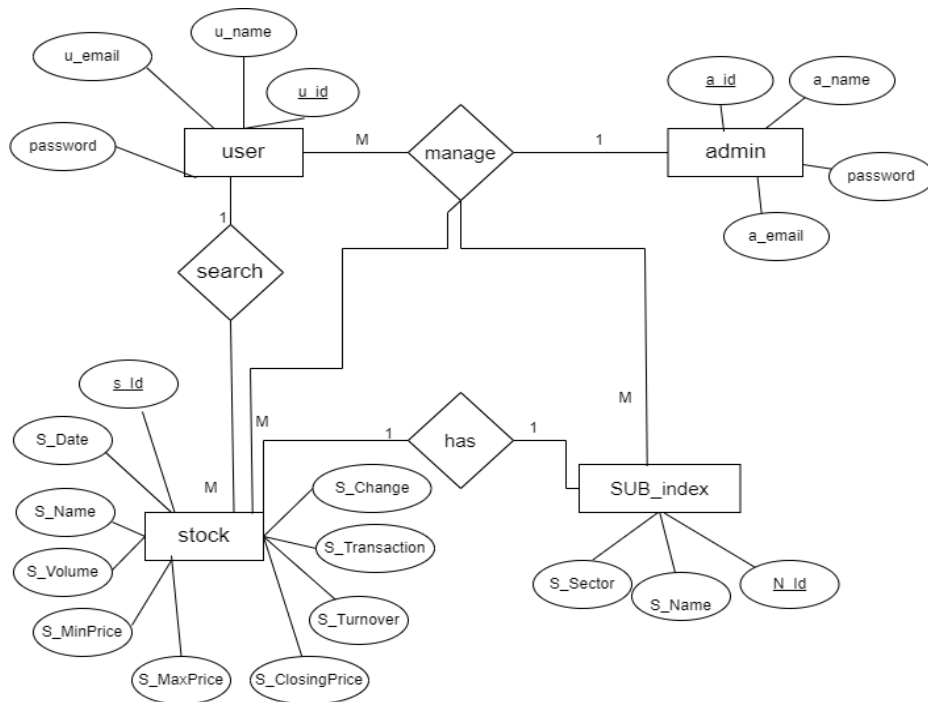 u_name
u_email
u_id
a_id
a_name
password
user
M
manage
1
admin
password
1
a_email
search
s_Id
M
M
S_Date
1
has
1
S_Change
M
SUB_index
S_Name
stock
S_Transaction
S_Volume
S_Sector
S_Name
N_Id
S_Turnover
S_MinPrice
S_MaxPrice
S_ClosingPrice